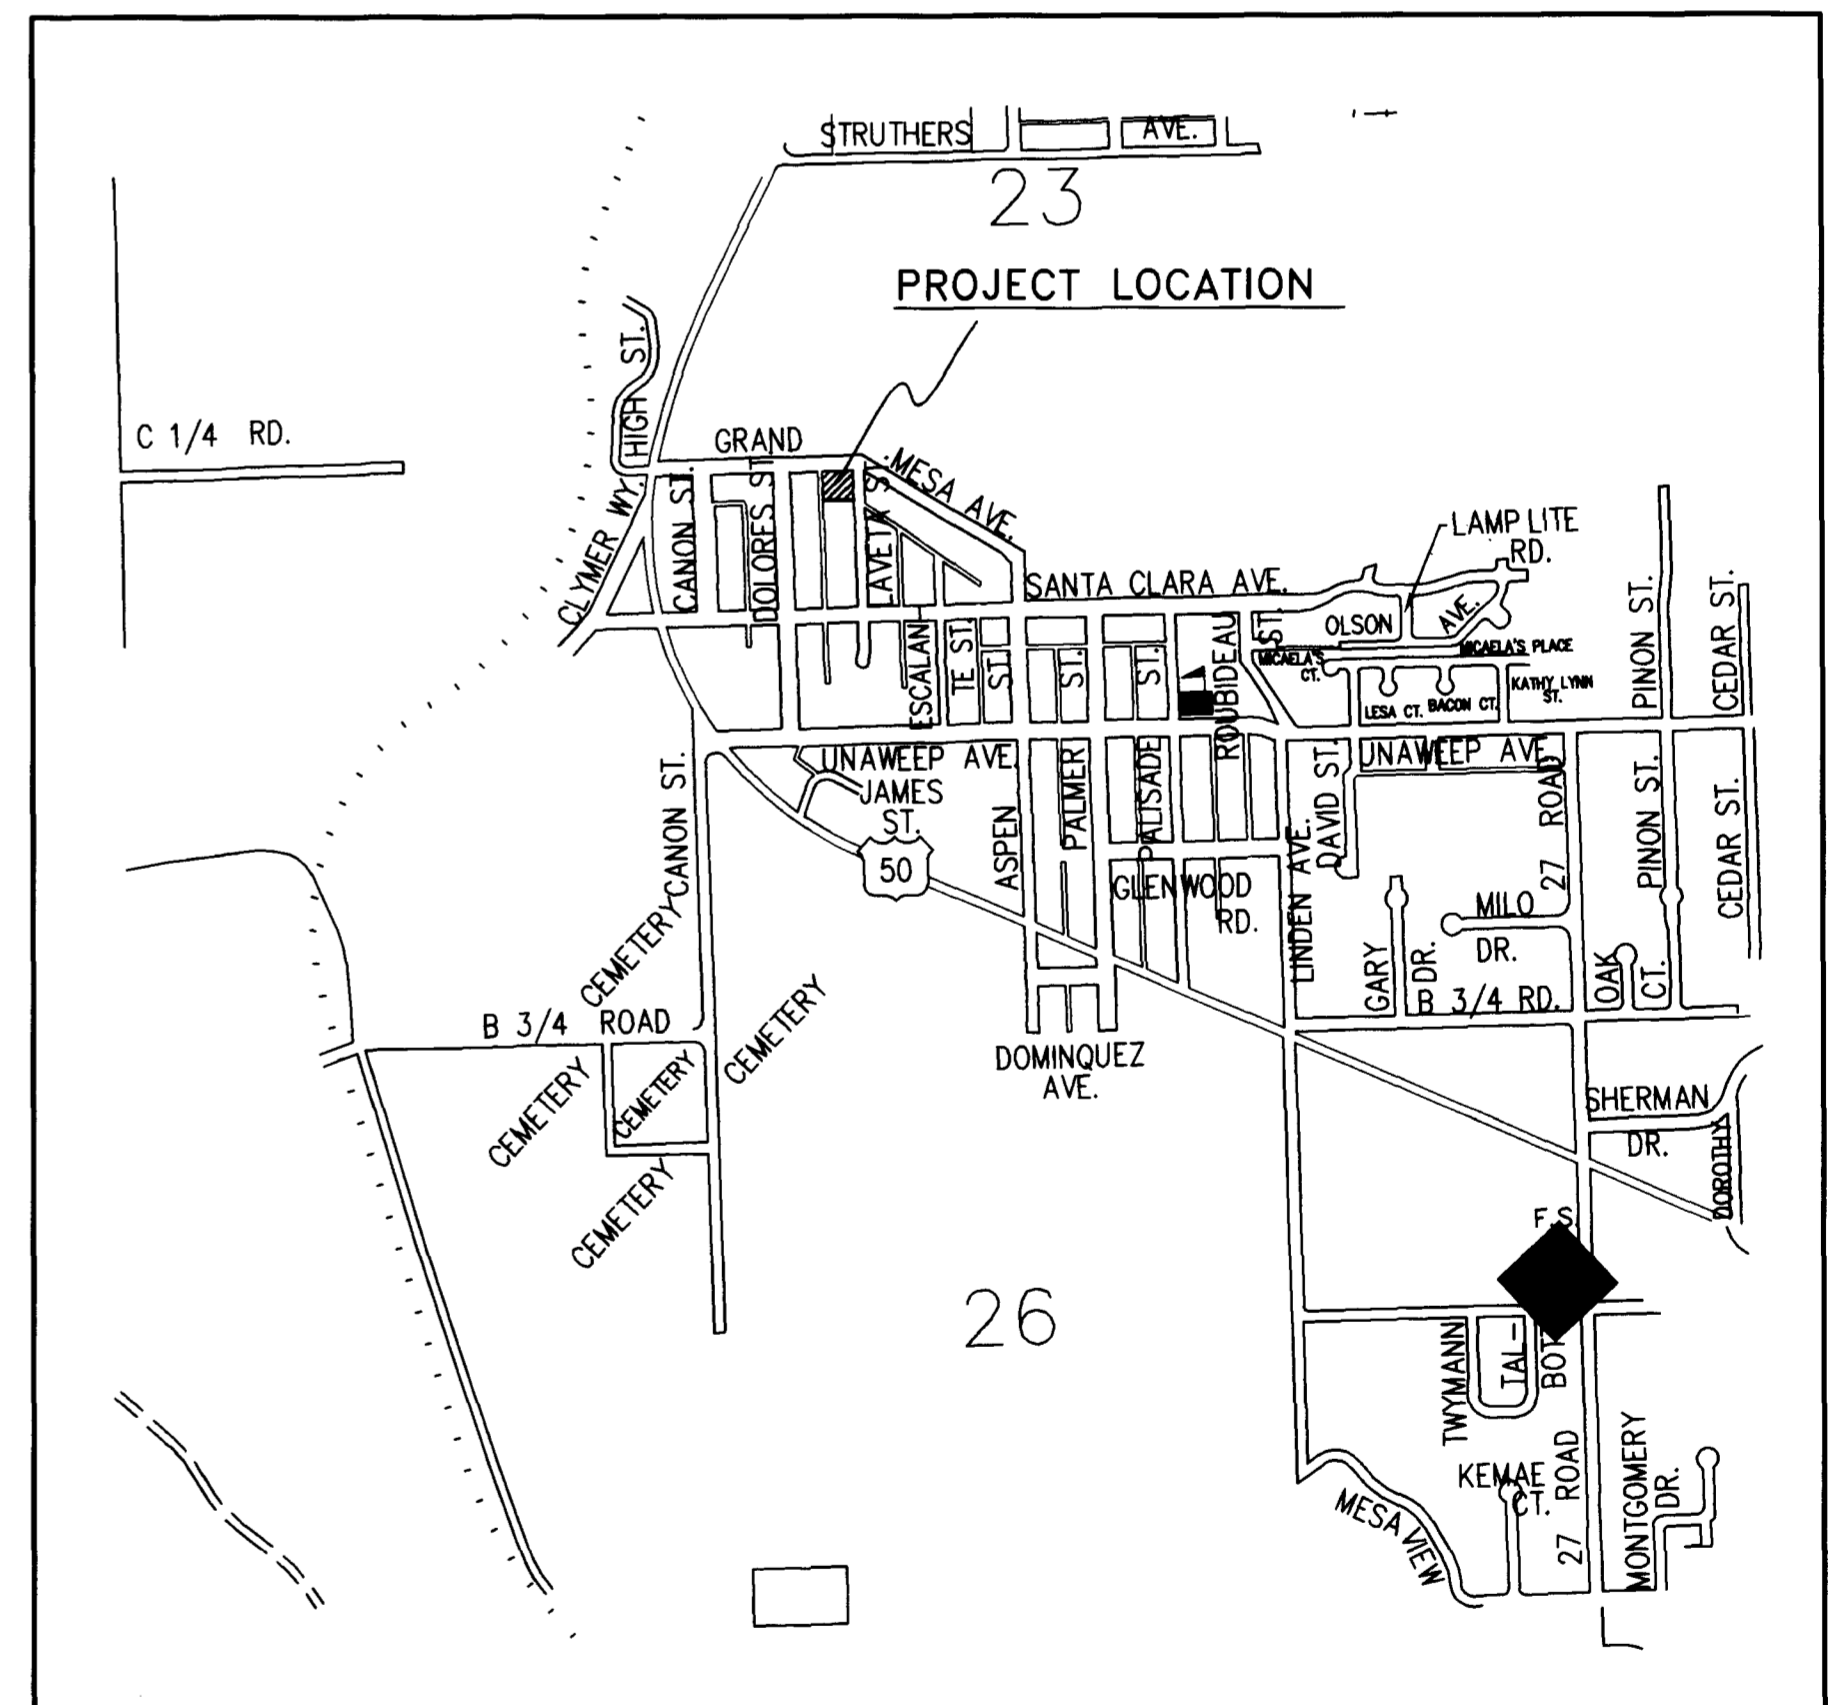 STRUTHERS AVE.
23
PROJECT LOCATION
HIGH ST.
C 1/4 RD.
GRAND
MESA AVE.
CLYMER WY.
CANON ST.
DOLORES ST.
LAVETA S
LAMP LITE
RD.
SANTA CLARA AVE.
PINON ST.
CEDAR ST.
OLSON AVE.
ESCALAN
TE ST.
ST.
ST.
ST.
ROUBIDEAU
ST.
MICAELA'S
CT.
MICAELA'S PLACE
KATHY LYNN
ST.
LESA CT.
BACON CT.
UNAWEEP AVE.
UNAWEEP AVE.
JAMES
ST.
50
CANON ST.
ASPEN
PALMER
PALISADE
DAVID ST.
27 ROAD
PINON ST.
CEDAR ST.
GLENWOOD
RD.
LINDEN AVE.
MILO
DR.
GARY
DR.
OAK
CT.
B 3/4 RD.
CEMETERY
B 3/4 ROAD
CEMETERY
CEMETERY
CEMETERY
CEMETERY
DOMINQUEZ
AVE.
SHERMAN
DR.
DOROTHY
F.S.
26
TWYMANN
TAL-
BOT
KEMAE
CT.
27 ROAD
MONTGOMERY
DR.
MESA VIEW